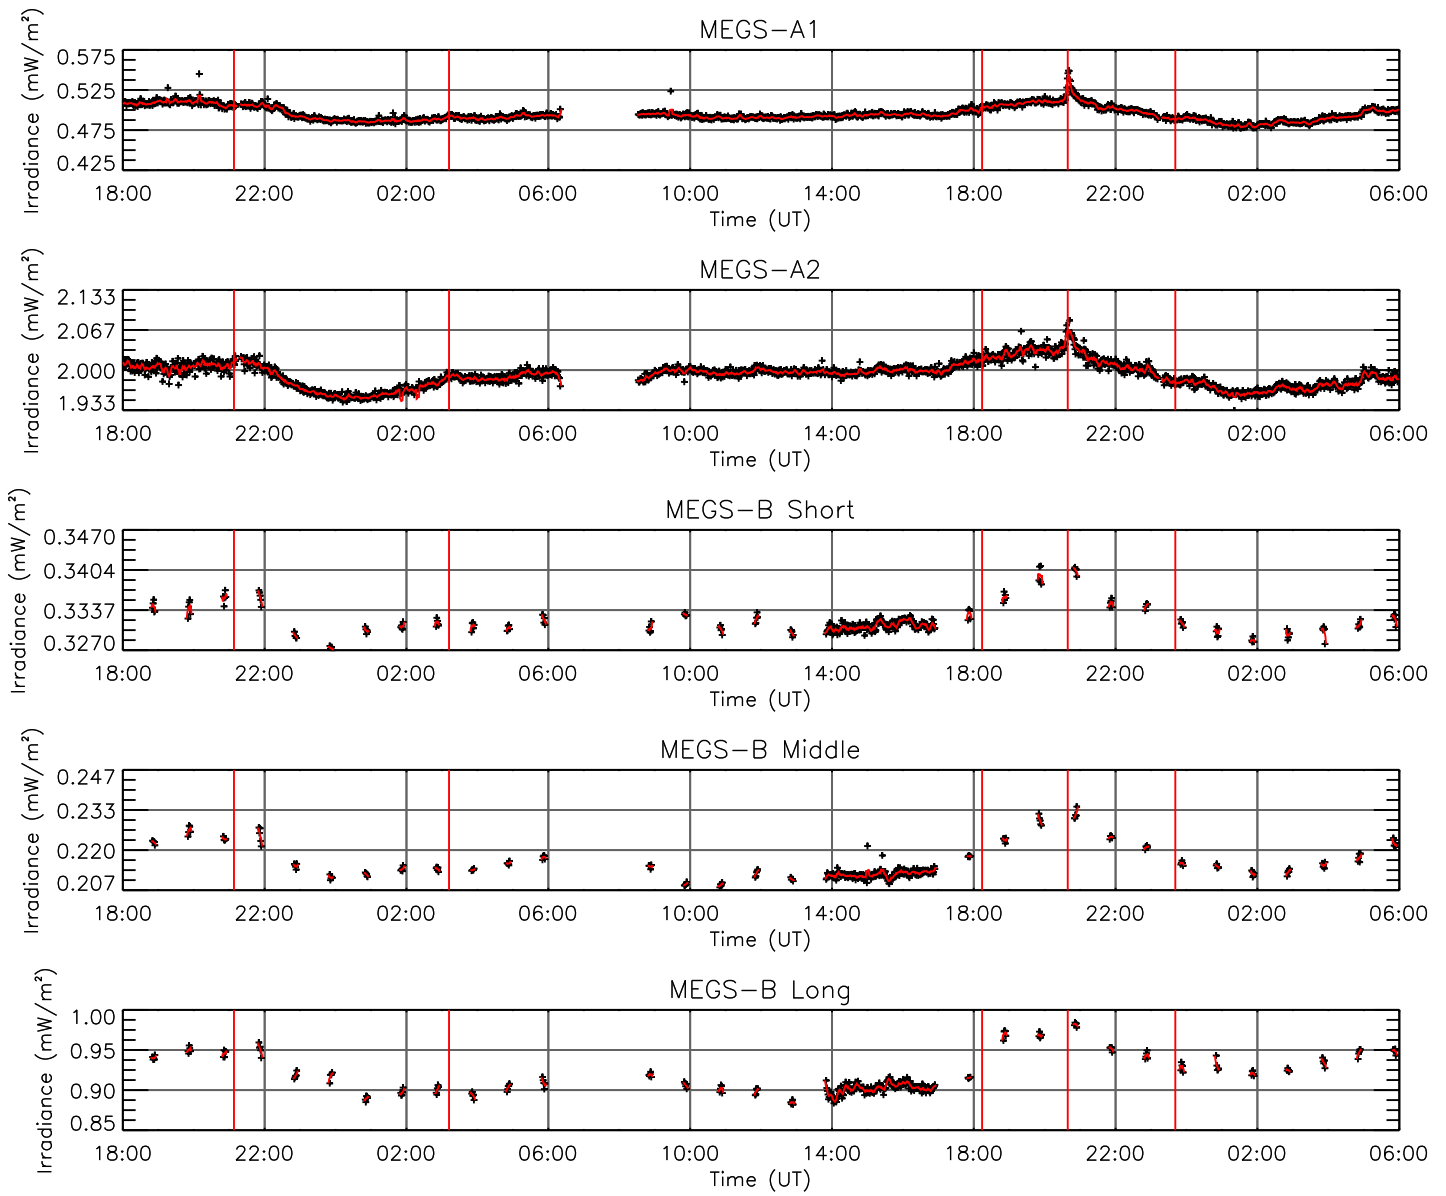 MEGS-A1
Irradiance (mW/m²)
0.575
0.525
0.475
0.425
18:00 22:00 02:00 06:00 10:00 14:00 18:00 22:00 02:00 06:00
Time (UT)
MEGS-A2
Irradiance (mW/m²)
2.133
2.067
2.000
1.933
18:00 22:00 02:00 06:00 10:00 14:00 18:00 22:00 02:00 06:00
Time (UT)
MEGS-B Short
Irradiance (mW/m²)
0.3470
0.3404
0.3337
0.3270
18:00 22:00 02:00 06:00 10:00 14:00 18:00 22:00 02:00 06:00
Time (UT)
MEGS-B Middle
Irradiance (mW/m²)
0.247
0.233
0.220
0.207
18:00 22:00 02:00 06:00 10:00 14:00 18:00 22:00 02:00 06:00
Time (UT)
MEGS-B Long
Irradiance (mW/m²)
1.00
0.95
0.90
0.85
18:00 22:00 02:00 06:00 10:00 14:00 18:00 22:00 02:00 06:00
Time (UT)